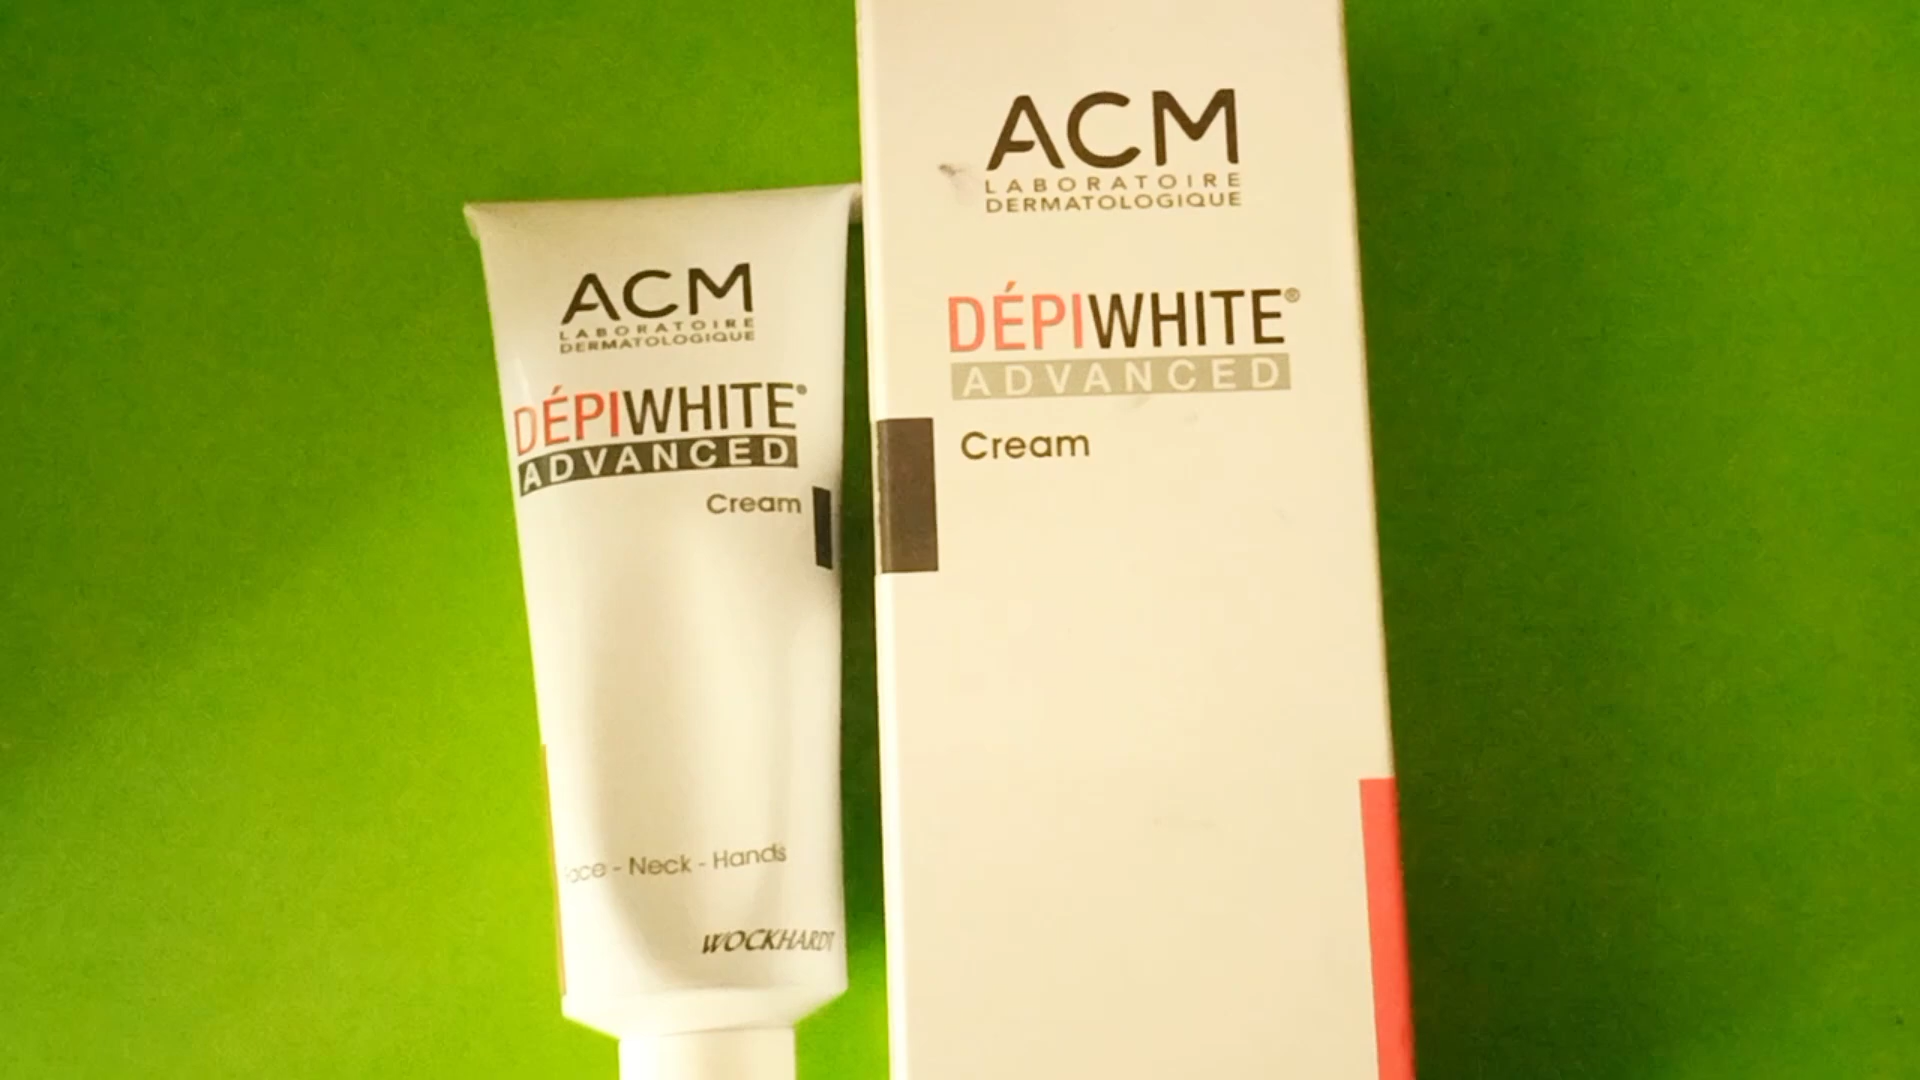 ACM
LABORATOIRE
DERMATOLOGIQUE
DÉPIWHITE
ADVANCED
Cream
- Neck - Hands
WOCKHARDT
ACM
LABORATOIRE
DERMATOLOGIQUE
DÉPIWHITE®
ADVANCED
Cream